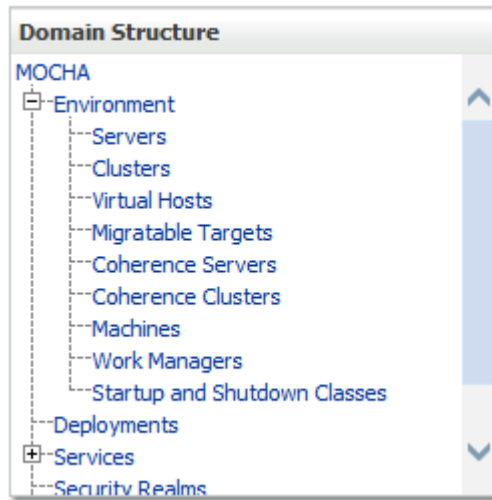 Domain Structure
MOCHA
Environment
Servers
Clusters
Virtual Hosts
Migratable Targets
Coherence Servers
Coherence Clusters
Machines
Work Managers
Startup and Shutdown Classes
Deployments
Services
Security Realms